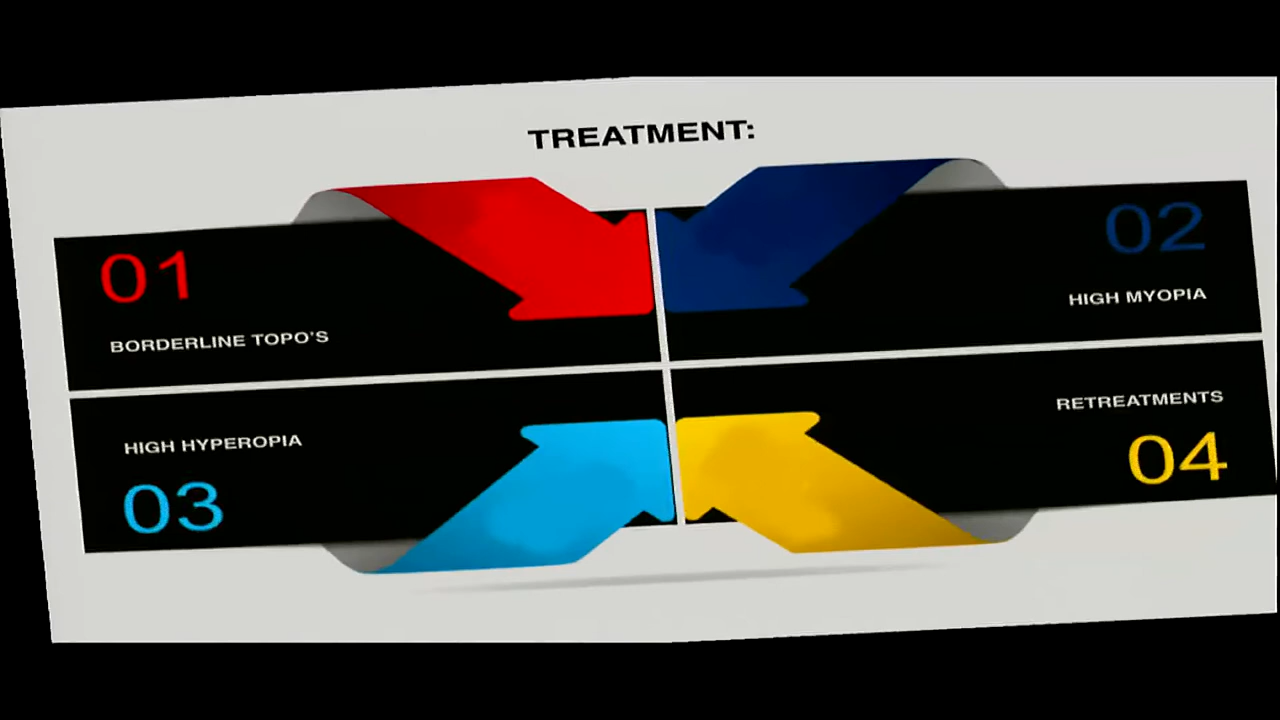 TREATMENT:
01
BORDERLINE TOPO'S
02
HIGH MYOPIA
HIGH HYPEROPIA
03
RETREATMENTS
04